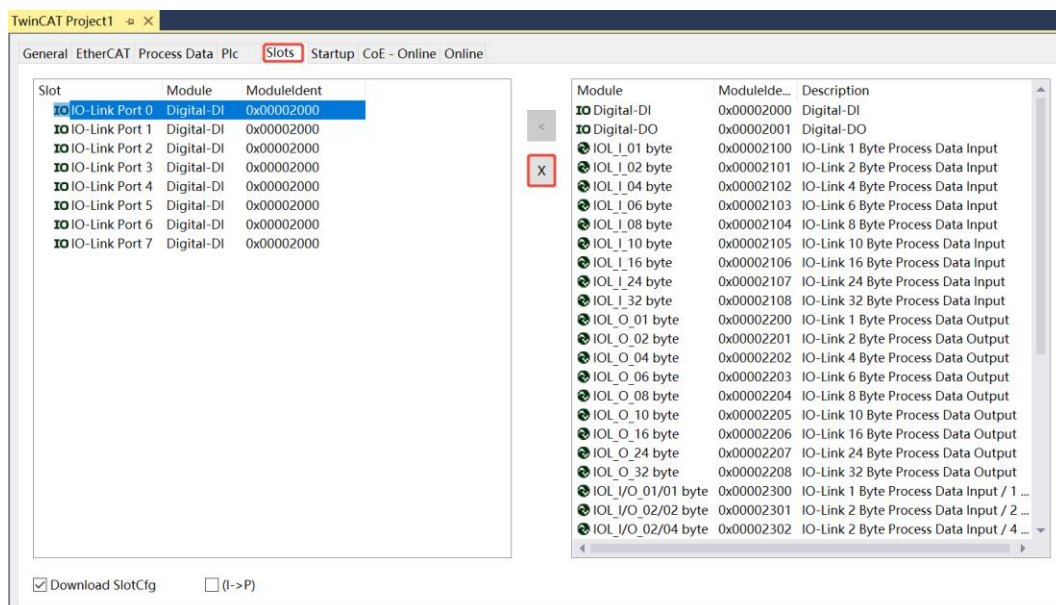 TwinCAT Project1
General EtherCAT Process Data Plc Slots Startup CoE - Online Online
Slot Module ModuleIdent
IO IO-Link Port 0 Digital-DI 0x00002000
IO IO-Link Port 1 Digital-DI 0x00002000
IO IO-Link Port 2 Digital-DI 0x00002000
IO IO-Link Port 3 Digital-DI 0x00002000
IO IO-Link Port 4 Digital-DI 0x00002000
IO IO-Link Port 5 Digital-DI 0x00002000
IO IO-Link Port 6 Digital-DI 0x00002000
IO IO-Link Port 7 Digital-DI 0x00002000
<
X
Module ModuleIde... Description
IO Digital-DI 0x00002000 Digital-DI
IO Digital-DO 0x00002001 Digital-DO
IOL_I_01 byte 0x00002100 IO-Link 1 Byte Process Data Input
IOL_I_02 byte 0x00002101 IO-Link 2 Byte Process Data Input
IOL_I_04 byte 0x00002102 IO-Link 4 Byte Process Data Input
IOL_I_06 byte 0x00002103 IO-Link 6 Byte Process Data Input
IOL_I_08 byte 0x00002104 IO-Link 8 Byte Process Data Input
IOL_I_10 byte 0x00002105 IO-Link 10 Byte Process Data Input
IOL_I_16 byte 0x00002106 IO-Link 16 Byte Process Data Input
IOL_I_24 byte 0x00002107 IO-Link 24 Byte Process Data Input
IOL_I_32 byte 0x00002108 IO-Link 32 Byte Process Data Input
IOL_O_01 byte 0x00002200 IO-Link 1 Byte Process Data Output
IOL_O_02 byte 0x00002201 IO-Link 2 Byte Process Data Output
IOL_O_04 byte 0x00002202 IO-Link 4 Byte Process Data Output
IOL_O_06 byte 0x00002203 IO-Link 6 Byte Process Data Output
IOL_O_08 byte 0x00002204 IO-Link 8 Byte Process Data Output
IOL_O_10 byte 0x00002205 IO-Link 10 Byte Process Data Output
IOL_O_16 byte 0x00002206 IO-Link 16 Byte Process Data Output
IOL_O_24 byte 0x00002207 IO-Link 24 Byte Process Data Output
IOL_O_32 byte 0x00002208 IO-Link 32 Byte Process Data Output
IOL_I/O_01/01 byte 0x00002300 IO-Link 1 Byte Process Data Input / 1 ...
IOL_I/O_02/02 byte 0x00002301 IO-Link 2 Byte Process Data Input / 2 ...
IOL_I/O_02/04 byte 0x00002302 IO-Link 2 Byte Process Data Input / 4 ...
Download SlotCfg (I->P)